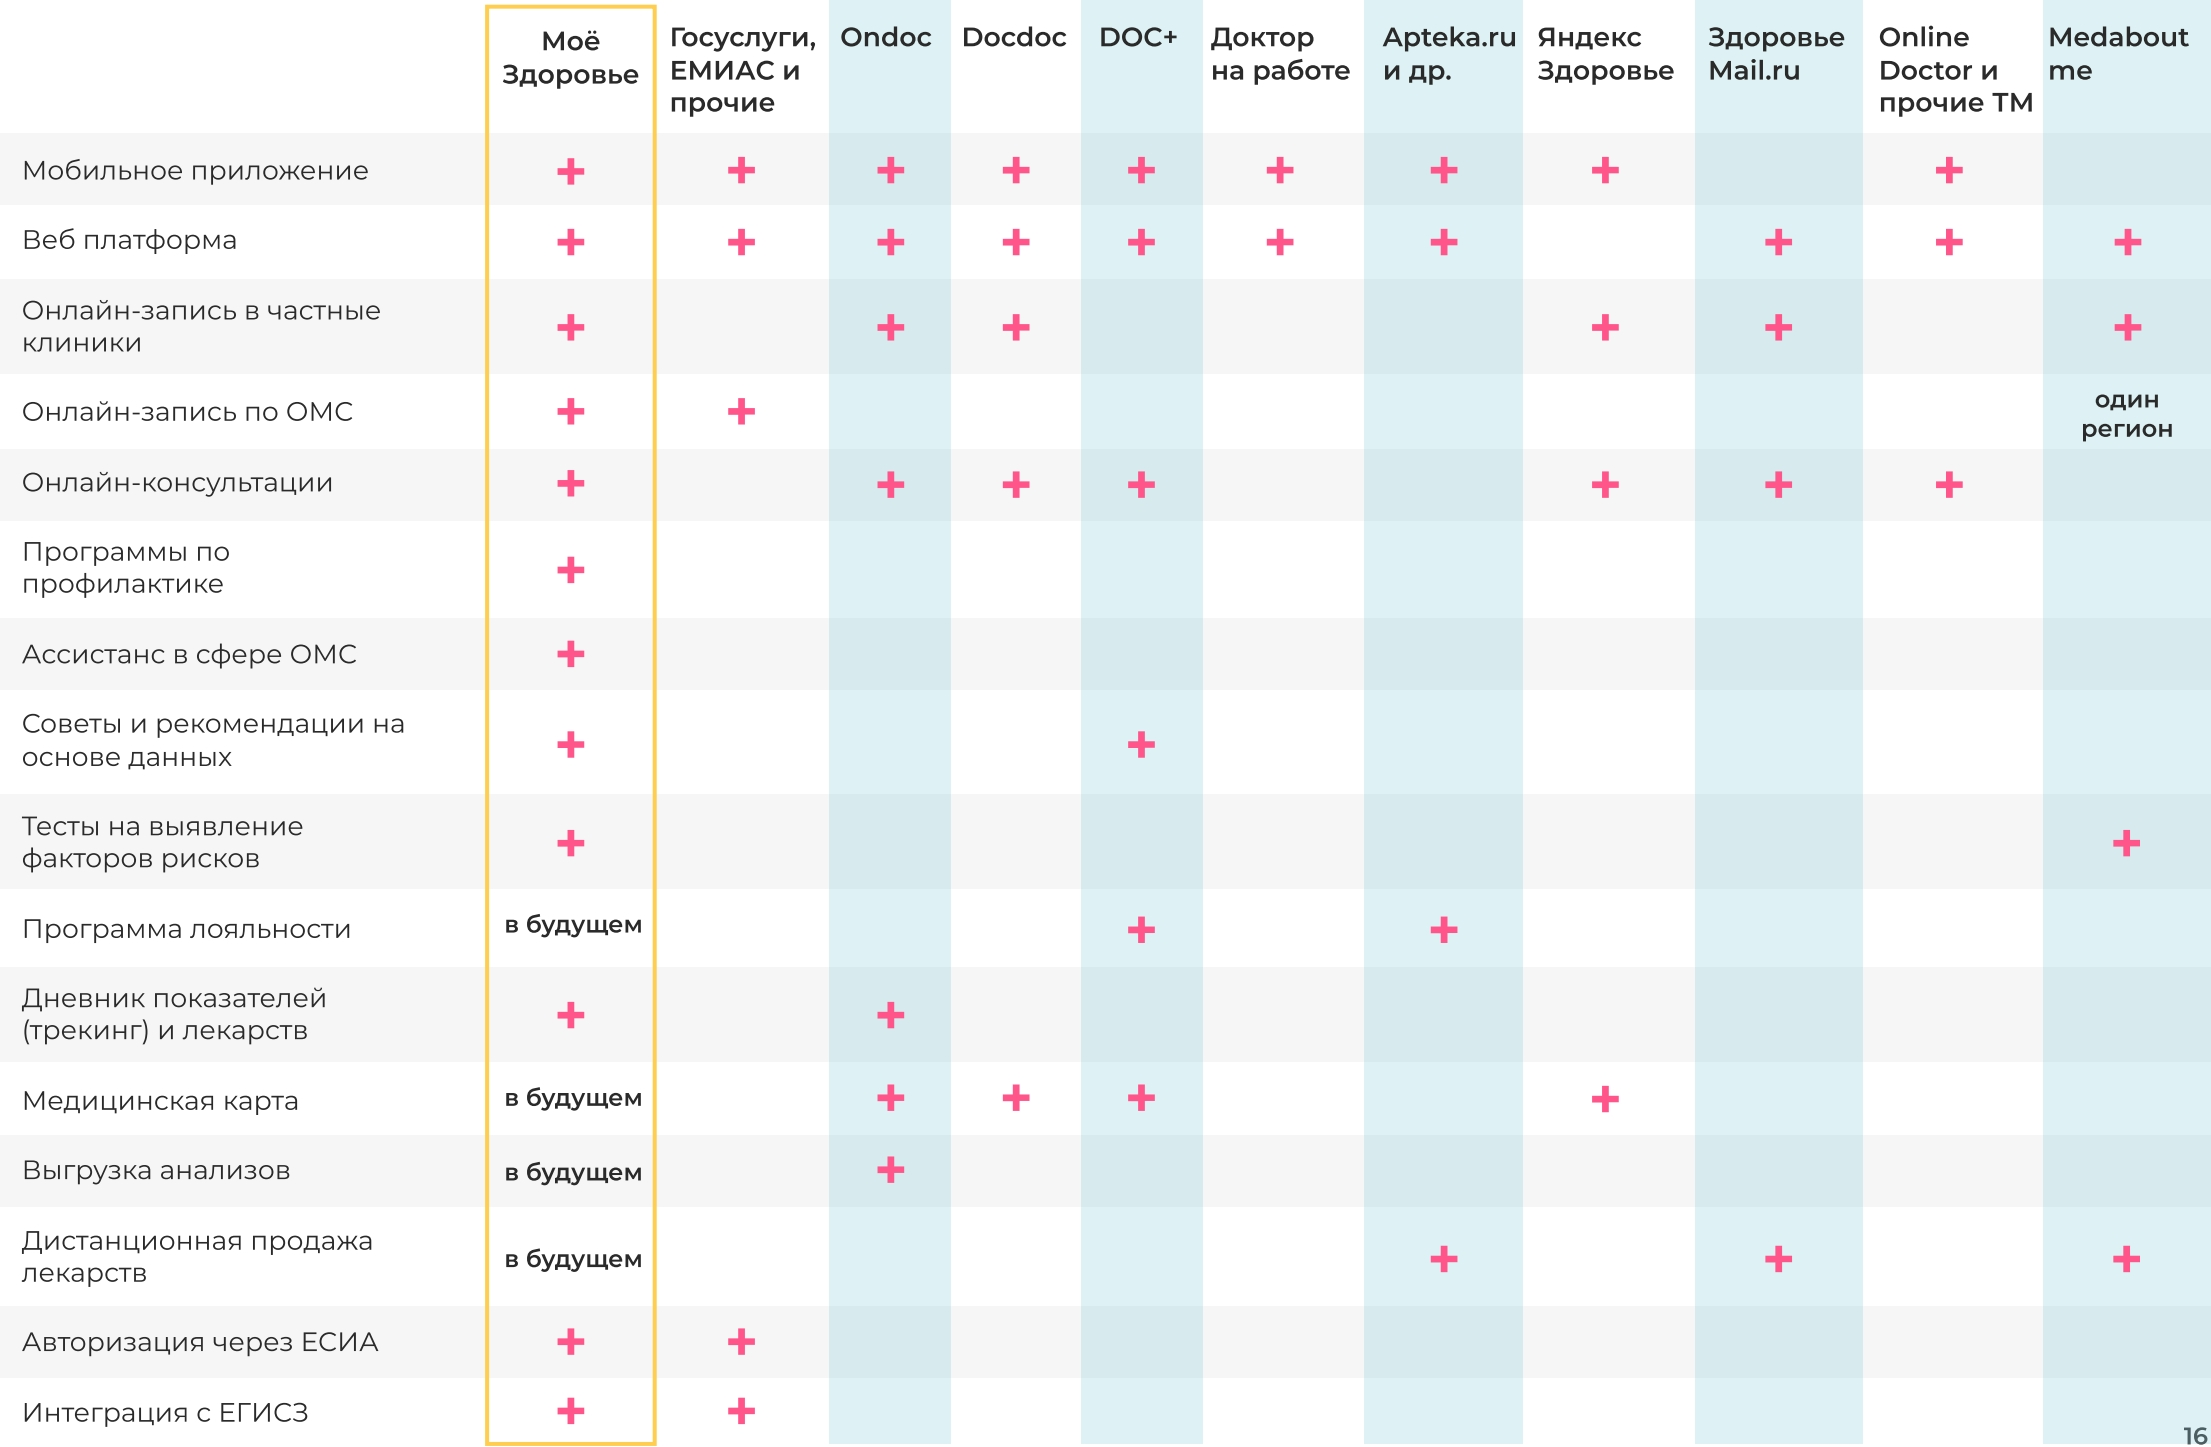 Моё
Здоровье
Госуслуги,
ЕМИАС и
прочие
Ondoc
Docdoc
DOC+
Доктор
на работе
Apteka.ru
и др.
Яндекс
Здоровье
Здоровье
Mail.ru
Online
Doctor и
прочие ТМ
Medabout
me
Мобильное приложение
+ + + + + + + + +
Веб платформа
+ + + + + + + + + +
Онлайн-запись в частные
клиники
+ + + + + +
Онлайн-запись по ОМС
+ +
один
регион
Онлайн-консультации
+ + + + + + +
Программы по
профилактике
+
Ассистанс в сфере ОМС
+
Советы и рекомендации на
основе данных
+ +
Тесты на выявление
факторов рисков
+ +
Программа лояльности
в будущем
+ +
Дневник показателей
(трекинг) и лекарств
+ +
Медицинская карта
в будущем
+ + + +
Выгрузка анализов
в будущем
+
Дистанционная продажа
лекарств
в будущем
+ + +
Авторизация через ЕСИА
+ +
Интеграция с ЕГИСЗ
+ +
16